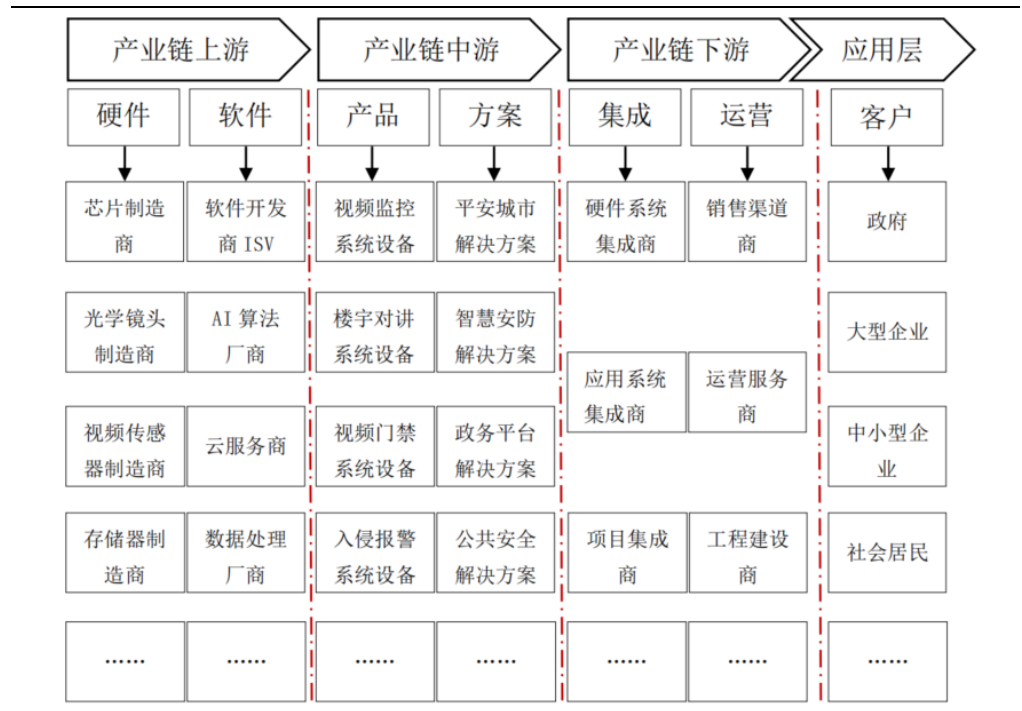 产业链上游 产业链中游 产业链下游 应用层
硬件 软件 产品 方案 集成 运营 客户
芯片制造 软件开发 视频监控 平安城市 硬件系统 销售渠道 政府
商 商 ISV 系统设备 解决方案 集成商 商
光学镜头 AI 算法 楼宇对讲 智慧安防 大型企业
制造商 厂商 系统设备 解决方案
应用系统 运营服务
集成商 商
视频传感 云服务商 视频门禁 政务平台 中小型企
器制造商 系统设备 解决方案 业
存储器制 数据处理 入侵报警 公共安全 项目集成 工程建设 社会居民
造商 厂商 系统设备 解决方案 商 商
…… …… …… …… …… …… ……